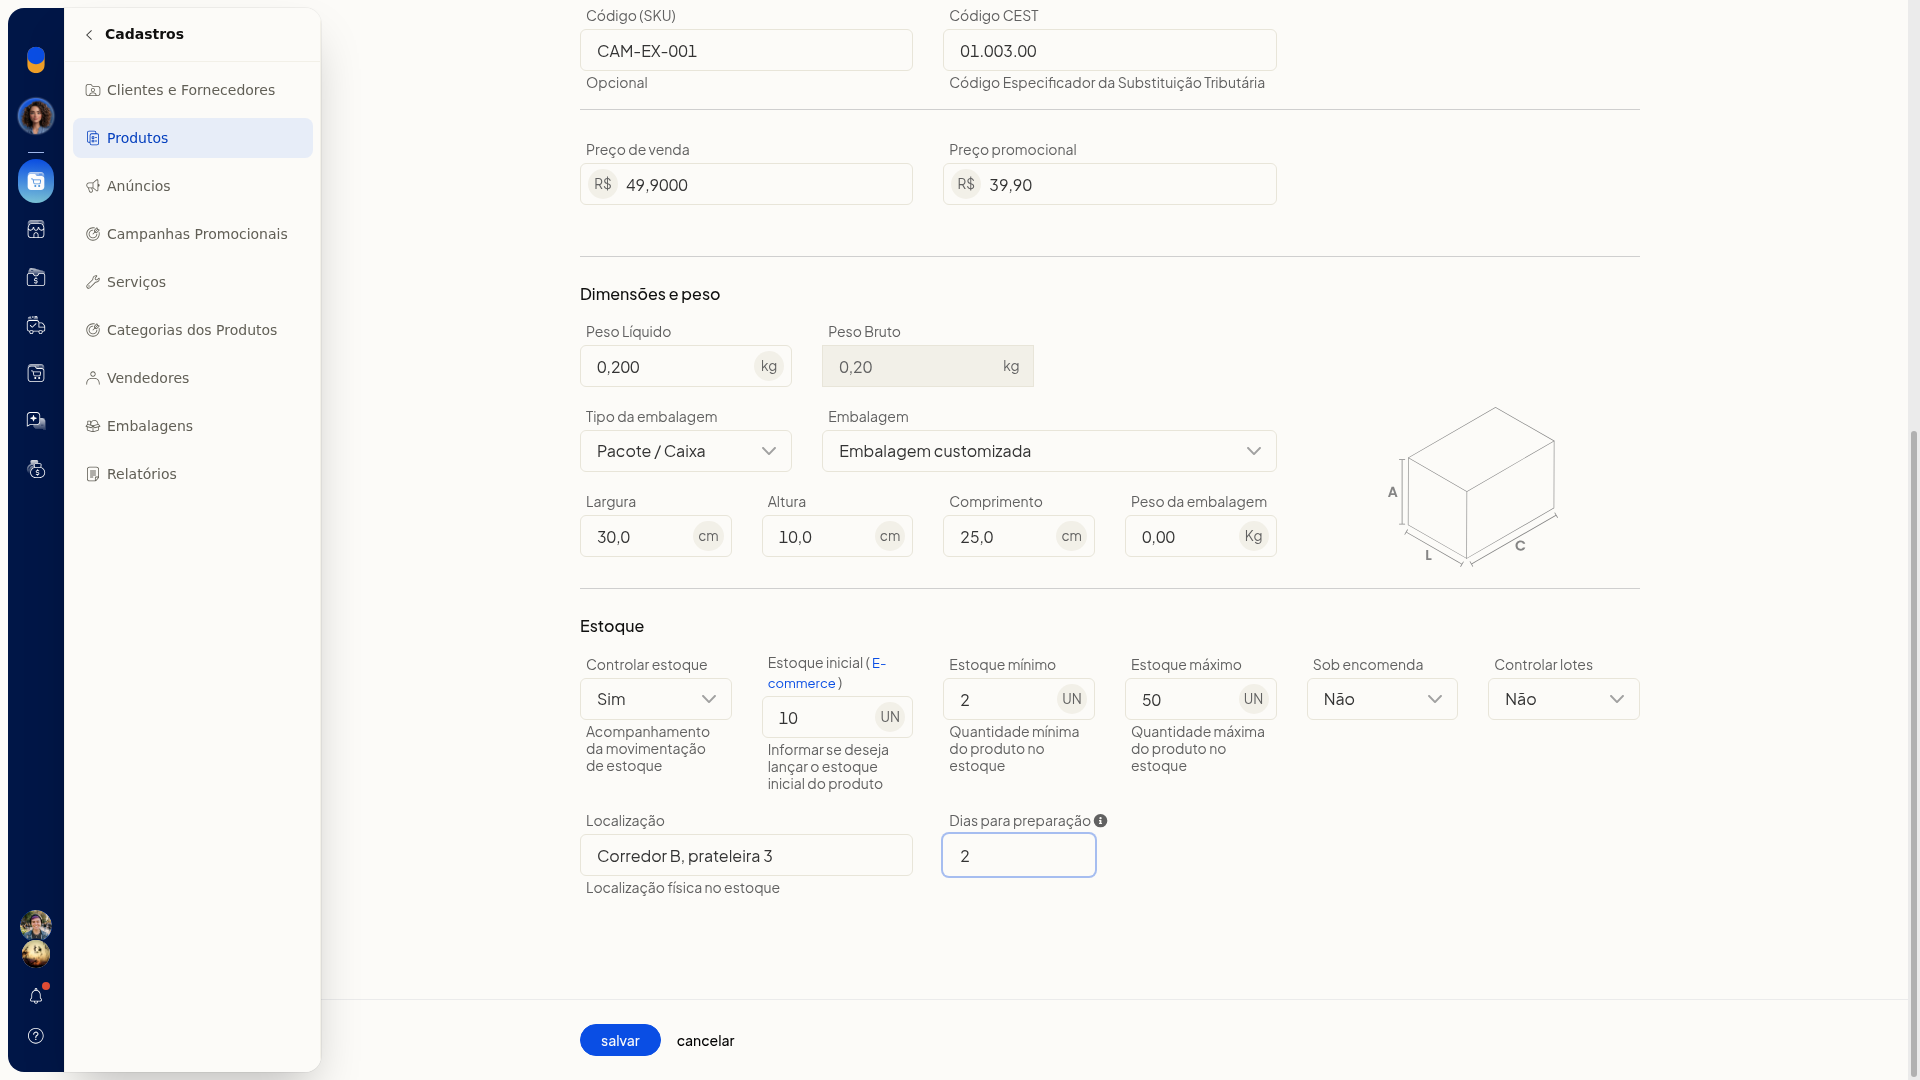 Cadastros
Clientes e Fornecedores
Produtos
Anúncios
Campanhas Promocionais
Serviços
Categorias dos Produtos
Vendedores
Embalagens
Relatórios
Código (SKU)
Código CEST
CAM-EX-001
01.003.00
Opcional
Código Especificador da Substituição Tributária
Preço de venda
Preço promocional
R$ 49,9000
R$ 39,90
Dimensões e peso
Peso Líquido
Peso Bruto
0,200 kg
0,20 kg
Tipo da embalagem
Embalagem
Pacote / Caixa
Embalagem customizada
Largura
Altura
Comprimento
Peso da embalagem
30,0 cm
10,0 cm
25,0 cm
0,00 Kg
A
L
C
Estoque
Controlar estoque
Sim
Acompanhamento
da movimentação
de estoque
Estoque inicial ( E-
commerce )
10 UN
Informar se deseja
lançar o estoque
inicial do produto
Estoque mínimo
2 UN
Quantidade mínima
do produto no
estoque
Estoque máximo
50 UN
Quantidade máxima
do produto no
estoque
Sob encomenda
Não
Controlar lotes
Não
Localização
Corredor B, prateleira 3
Localização física no estoque
Dias para preparação
2
salvar
cancelar